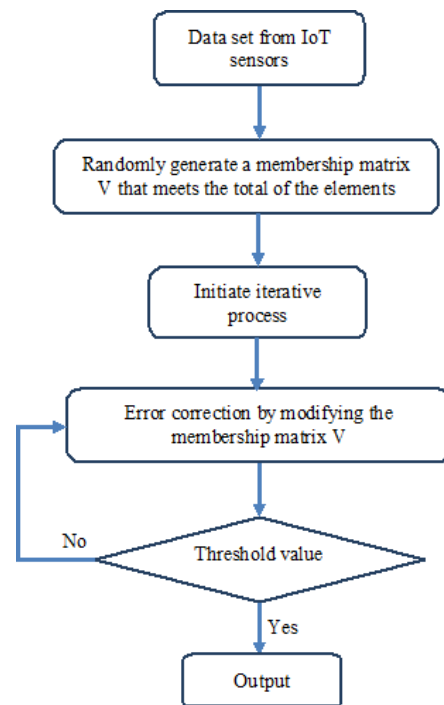 Data set from IoT
sensors
Randomly generate a membership matrix
V that meets the total of the elements
Initiate iterative
process
Error correction by modifying the
membership matrix V
No
Threshold value
Yes
Output